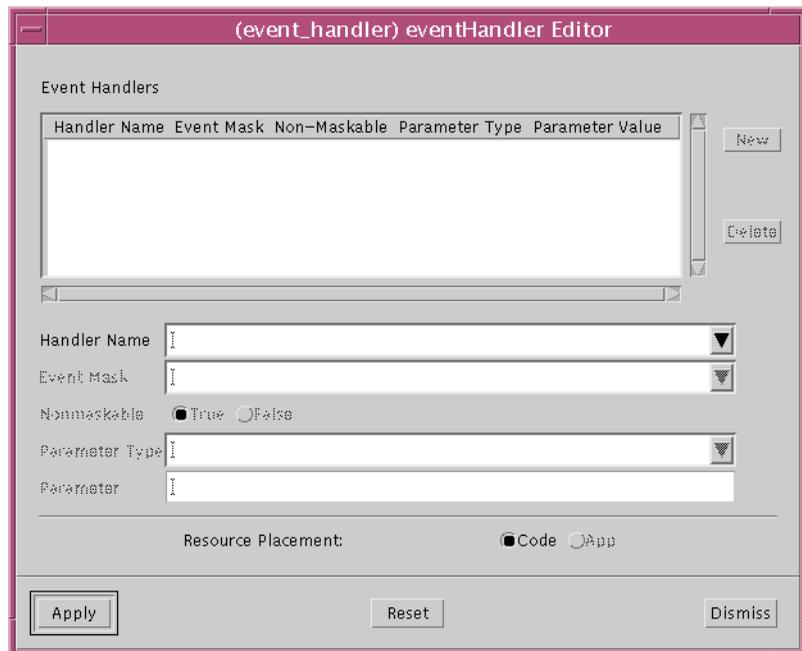 (event_handler) eventHandler Editor
Event Handlers
Handler Name Event Mask Non-Maskable Parameter Type Parameter Value
New
Delete
Handler Name
Event Mask
Nonmaskable True False
Parameter Type
Parameter
Resource Placement: Code App
Apply Reset Dismiss